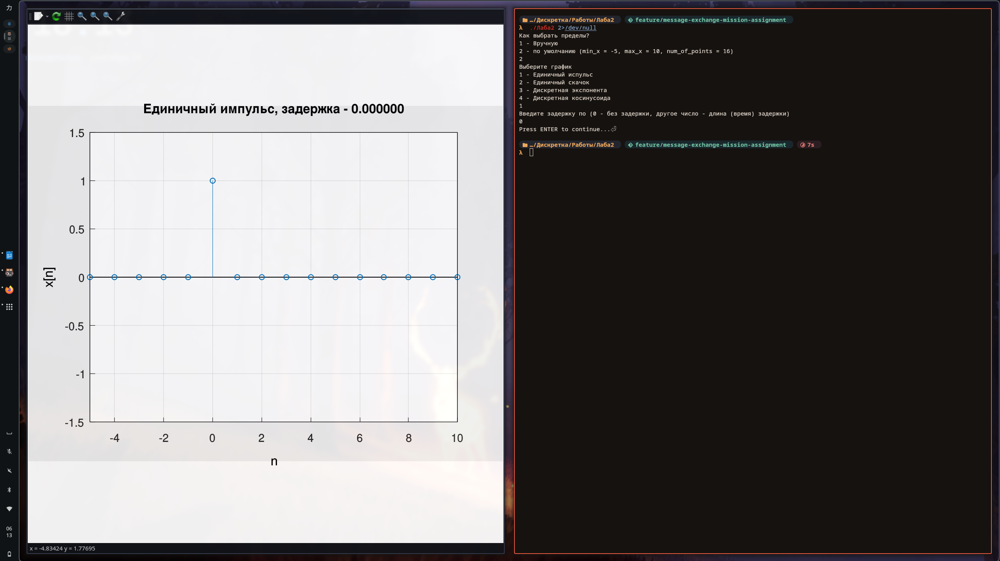 カ
06
13
Единичный импульс, задержка - 0.000000
1.5
1
0.5
0
-0.5
-1
-1.5
x[n]
-4 -2 0 2 4 6 8 10
n
x = -4.83424 y = 1.77695
…/Дискретка/Работы/Лаба2 feature/message-exchange-mission-assignment
λ ./Лаба2 2>/dev/null
Как выбрать пределы?
1 - Вручную
2 - по умолчанию (min_x = -5, max_x = 10, num_of_points = 16)
2
Выберите график
1 - Единичный испульс
2 - Единичный скачок
3 - Дискретная экспонента
4 - Дискретная косинусоида
1
Введите задержку по (0 - без задержки, другое число - длина (время) задержки)
0
Press ENTER to continue...⏎
…/Дискретка/Работы/Лаба2 feature/message-exchange-mission-assignment 7s
λ